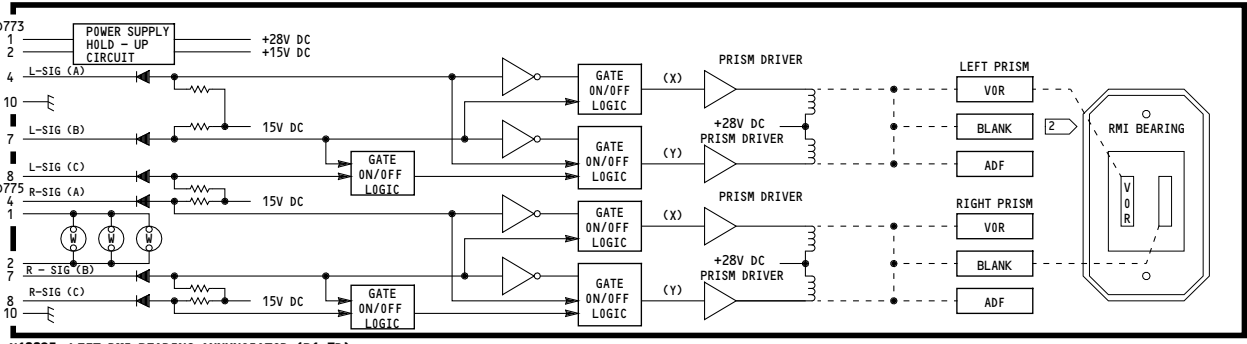 D773
1
2
POWER SUPPLY
HOLD - UP
CIRCUIT
+28V DC
+15V DC
4 L-SIG (A)
10
7 L-SIG (B)
15V DC
8 L-SIG (C)
GATE
ON/OFF
LOGIC
GATE
ON/OFF
LOGIC
GATE
ON/OFF
LOGIC
(X)
(Y)
PRISM DRIVER
+28V DC
PRISM DRIVER
LEFT PRISM
VOR
BLANK
ADF
2
RMI BEARING
VOR
D775
4 R-SIG (A)
15V DC
1
W W W
2
7 R - SIG (B)
8 R-SIG (C)
15V DC
10
GATE
ON/OFF
LOGIC
GATE
ON/OFF
LOGIC
GATE
ON/OFF
LOGIC
(X)
(Y)
PRISM DRIVER
+28V DC
PRISM DRIVER
RIGHT PRISM
VOR
BLANK
ADF